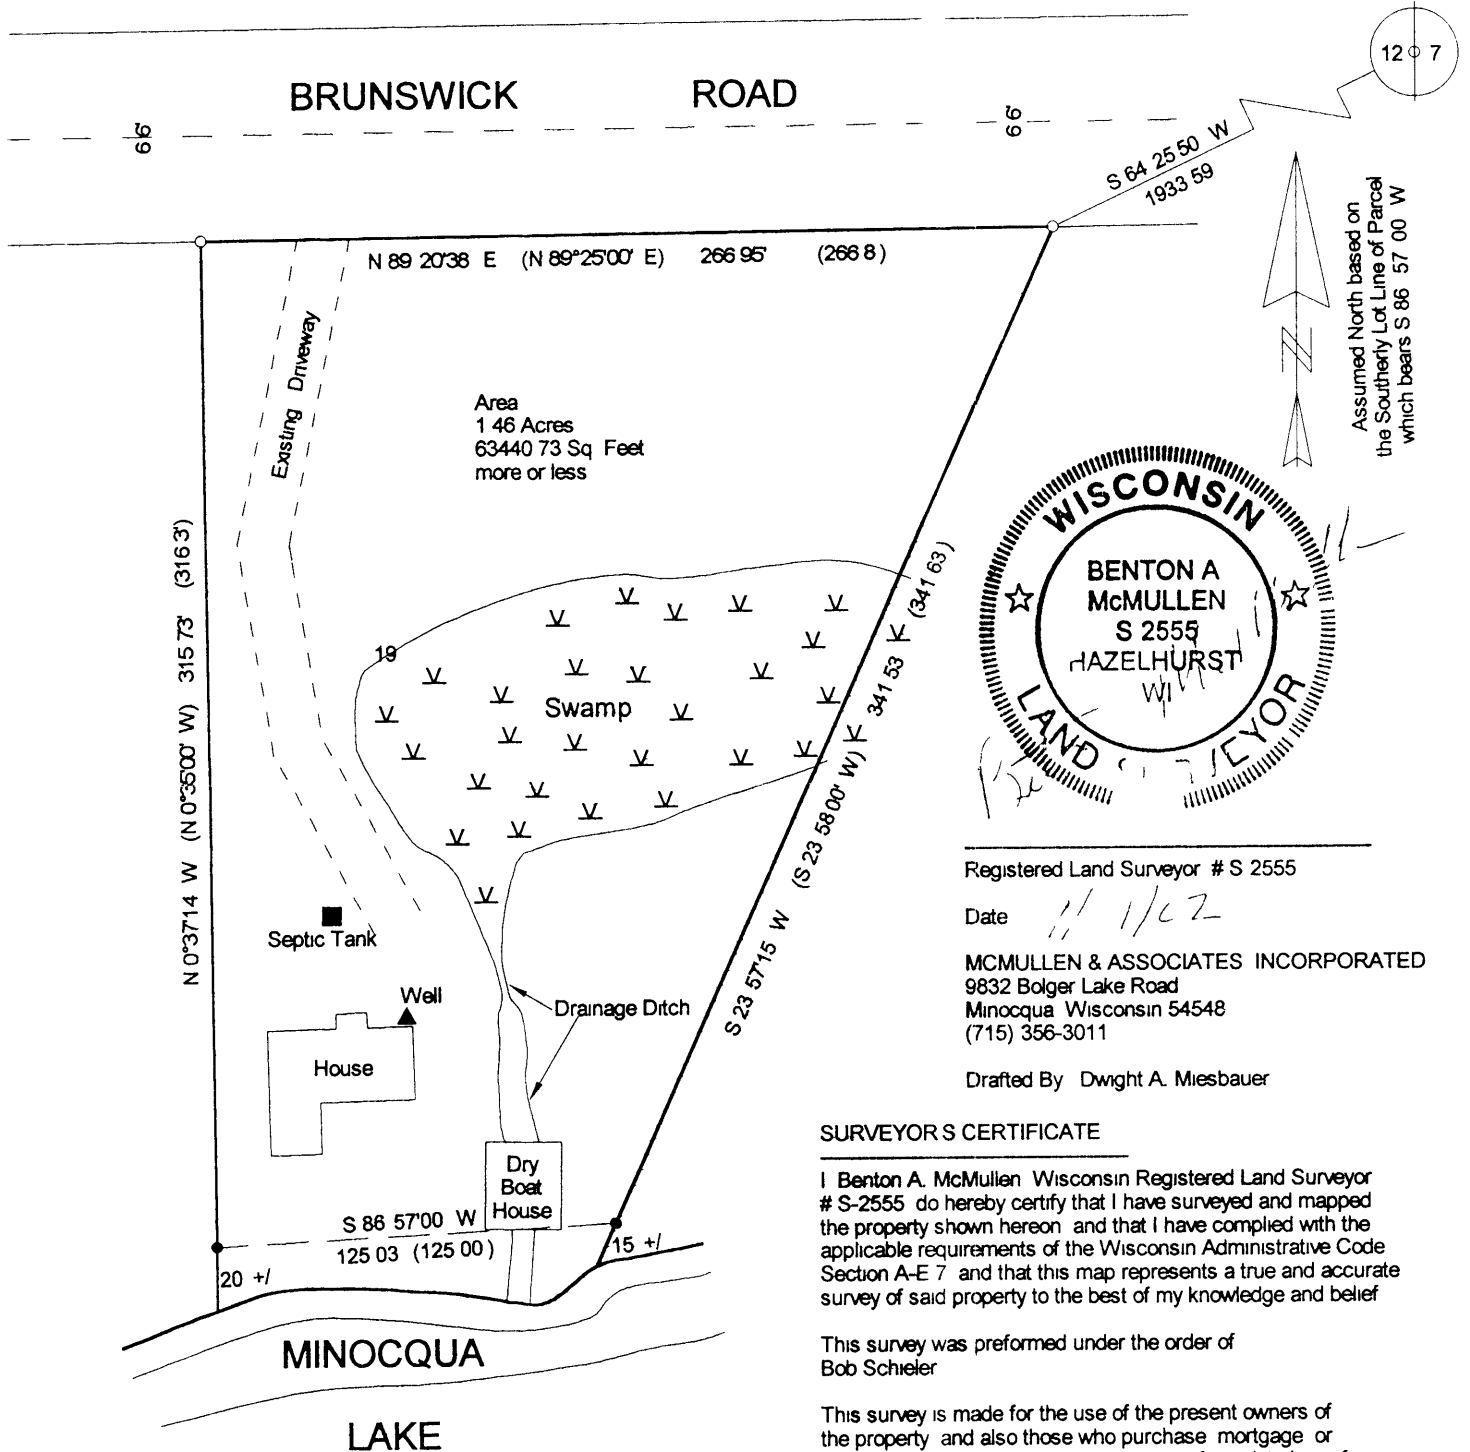 BRUNSWICK ROAD
66
66
12 7
S 64 25 50 W
1933 59
N 89 20'38 E (N 89°25'00' E) 266 95' (266 8)
Assumed North based on
the Southerly Lot Line of Parcel
which bears S 86 57 00 W
N
Existing Driveway
Area
1 46 Acres
63440 73 Sq Feet
more or less
N 0°37'14 W (N 0°35'00' W) 315 73' (316 3')
S 23 57'15 W (S 23 58 00' W) 341 53 (341 63)
19
Swamp
Septic Tank
Well
House
Drainage Ditch
Dry
Boat
House
S 86 57'00 W
125 03 (125 00)
20 +/
15 +/
MINOCQUA
LAKE
WISCONSIN
BENTON A
McMULLEN
S 2555
HAZELHURST
WI
LAND
Registered Land Surveyor # S 2555
Date 11/1/02
MCMULLEN & ASSOCIATES INCORPORATED
9832 Bolger Lake Road
Minocqua Wisconsin 54548
(715) 356-3011
Drafted By Dwight A. Miesbauer
SURVEYOR S CERTIFICATE
I Benton A. McMullen Wisconsin Registered Land Surveyor
# S-2555 do hereby certify that I have surveyed and mapped
the property shown hereon and that I have complied with the
applicable requirements of the Wisconsin Administrative Code
Section A-E 7 and that this map represents a true and accurate
survey of said property to the best of my knowledge and belief
This survey was preformed under the order of
Bob Schieler
This survey is made for the use of the present owners of
the property and also those who purchase mortgage or